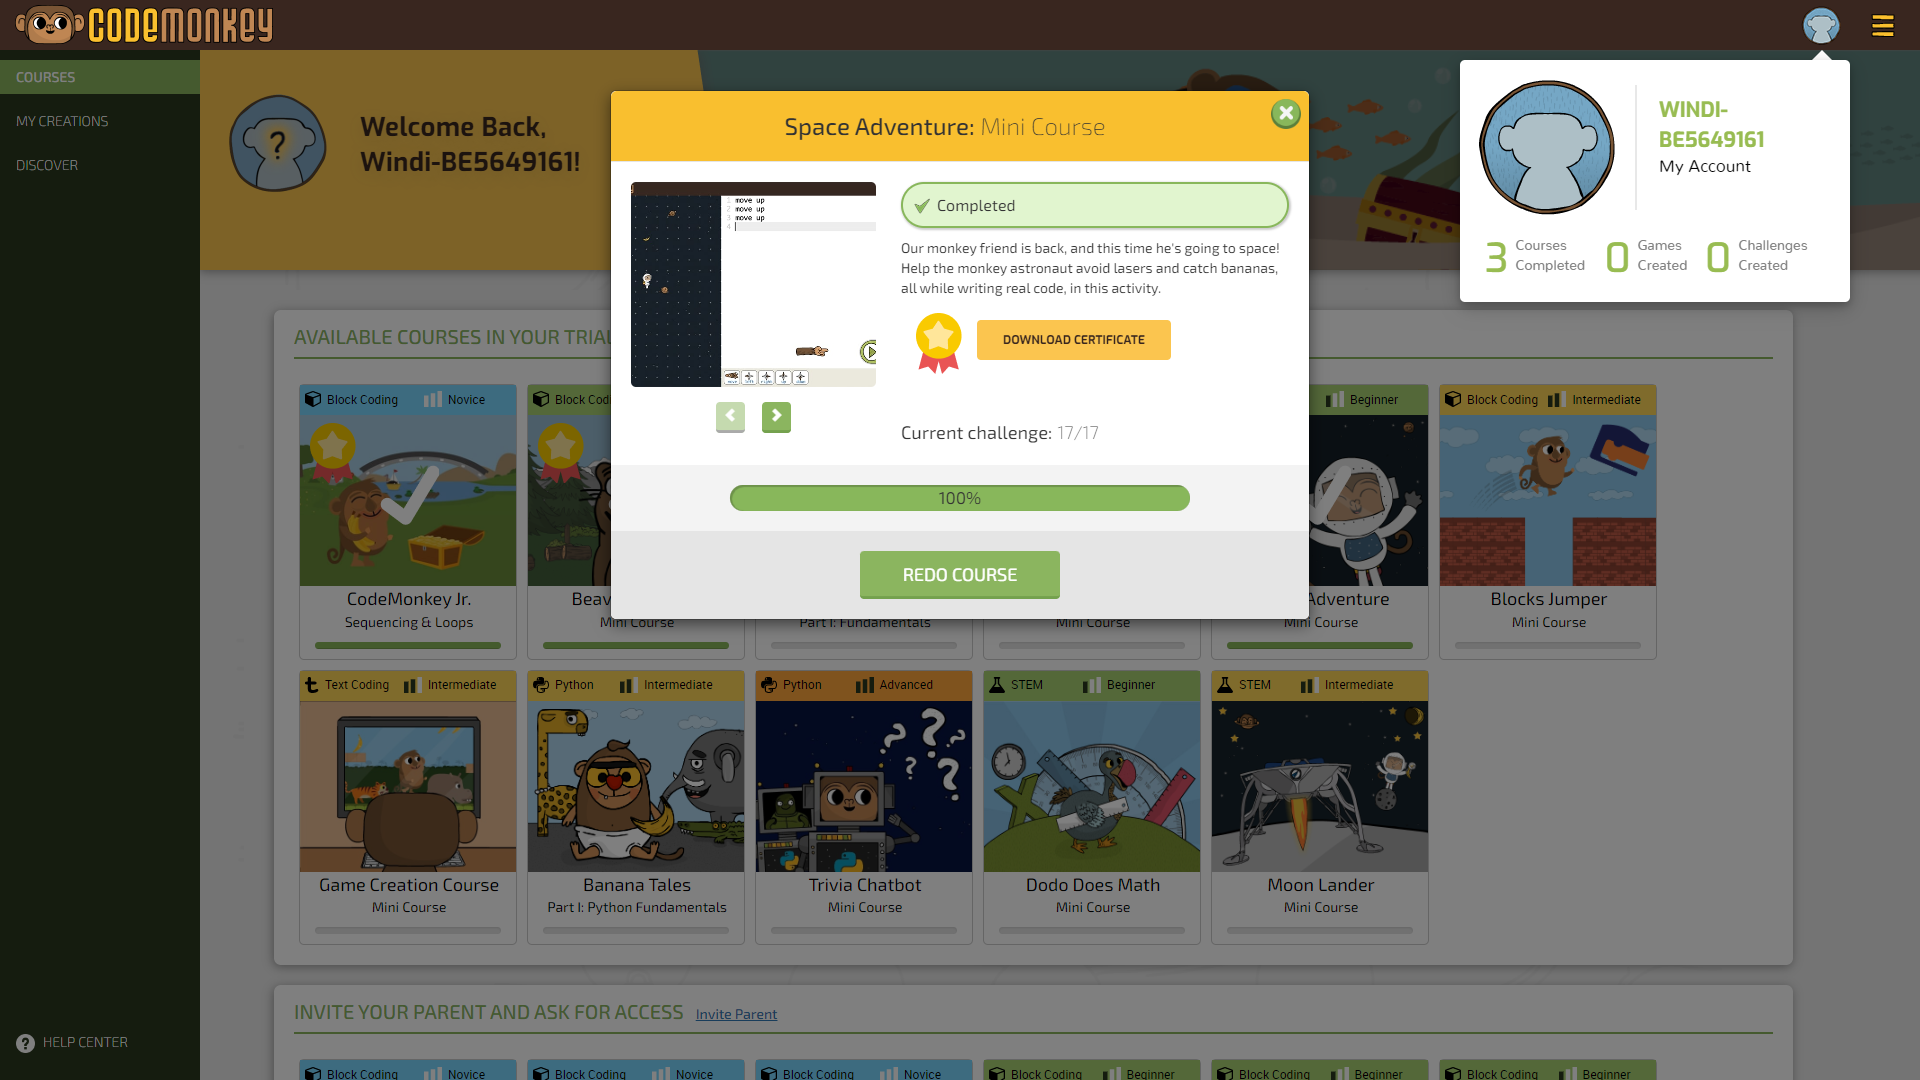 CODEMONKEY
COURSES
MY CREATIONS
DISCOVER
HELP CENTER
Welcome Back,
Windi-BE5649161!
WINDI-
BE5649161
My Account
3 Courses Completed
0 Games Created
0 Challenges Created
Space Adventure: Mini Course
1 move up
2 move up
3 move up
4
Completed
Our monkey friend is back, and this time he's going to space!
Help the monkey astronaut avoid lasers and catch bananas,
all while writing real code, in this activity.
DOWNLOAD CERTIFICATE
Current challenge: 17/17
100%
REDO COURSE
AVAILABLE COURSES IN YOUR TRIAL
Block Coding Novice
Block Cod
Beginner
Block Coding Intermediate
CodeMonkey Jr.
Sequencing & Loops
Beav
Mini Course
Part I: Fundamentals
Mini Course
Adventure
Mini Course
Blocks Jumper
Mini Course
Text Coding Intermediate
Python Intermediate
Python Advanced
STEM Beginner
STEM Intermediate
Game Creation Course
Mini Course
Banana Tales
Part I: Python Fundamentals
Trivia Chatbot
Mini Course
Dodo Does Math
Mini Course
Moon Lander
Mini Course
INVITE YOUR PARENT AND ASK FOR ACCESS Invite Parent
Block Coding Novice
Block Coding Novice
Block Coding Novice
Block Coding Beginner
Block Coding Beginner
Block Coding Beginner